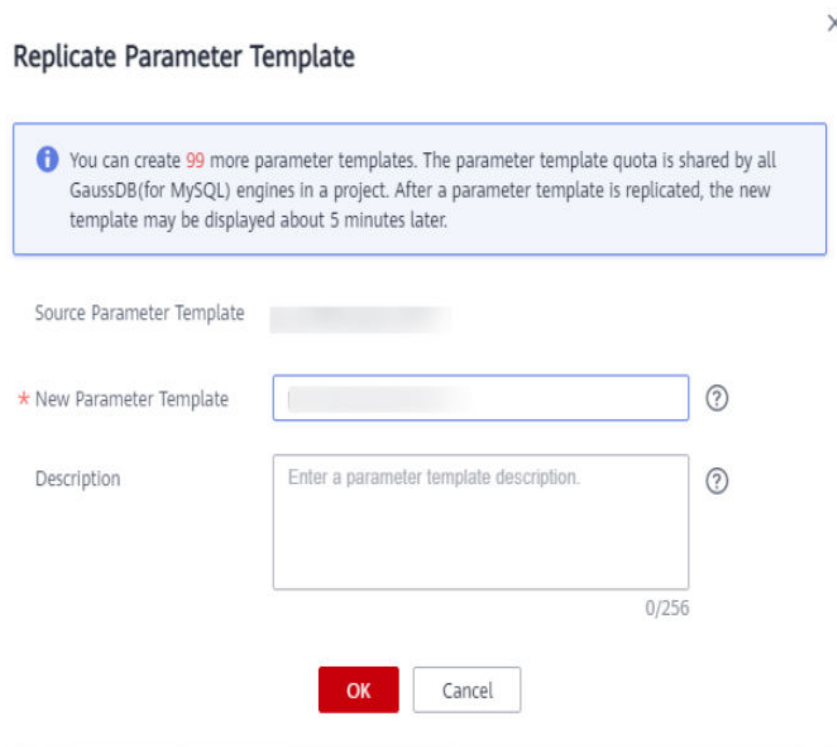 Replicate Parameter Template
You can create 99 more parameter templates. The parameter template quota is shared by all
GaussDB(for MySQL) engines in a project. After a parameter template is replicated, the new
template may be displayed about 5 minutes later.
Source Parameter Template
* New Parameter Template
Description
Enter a parameter template description.
0/256
OK Cancel